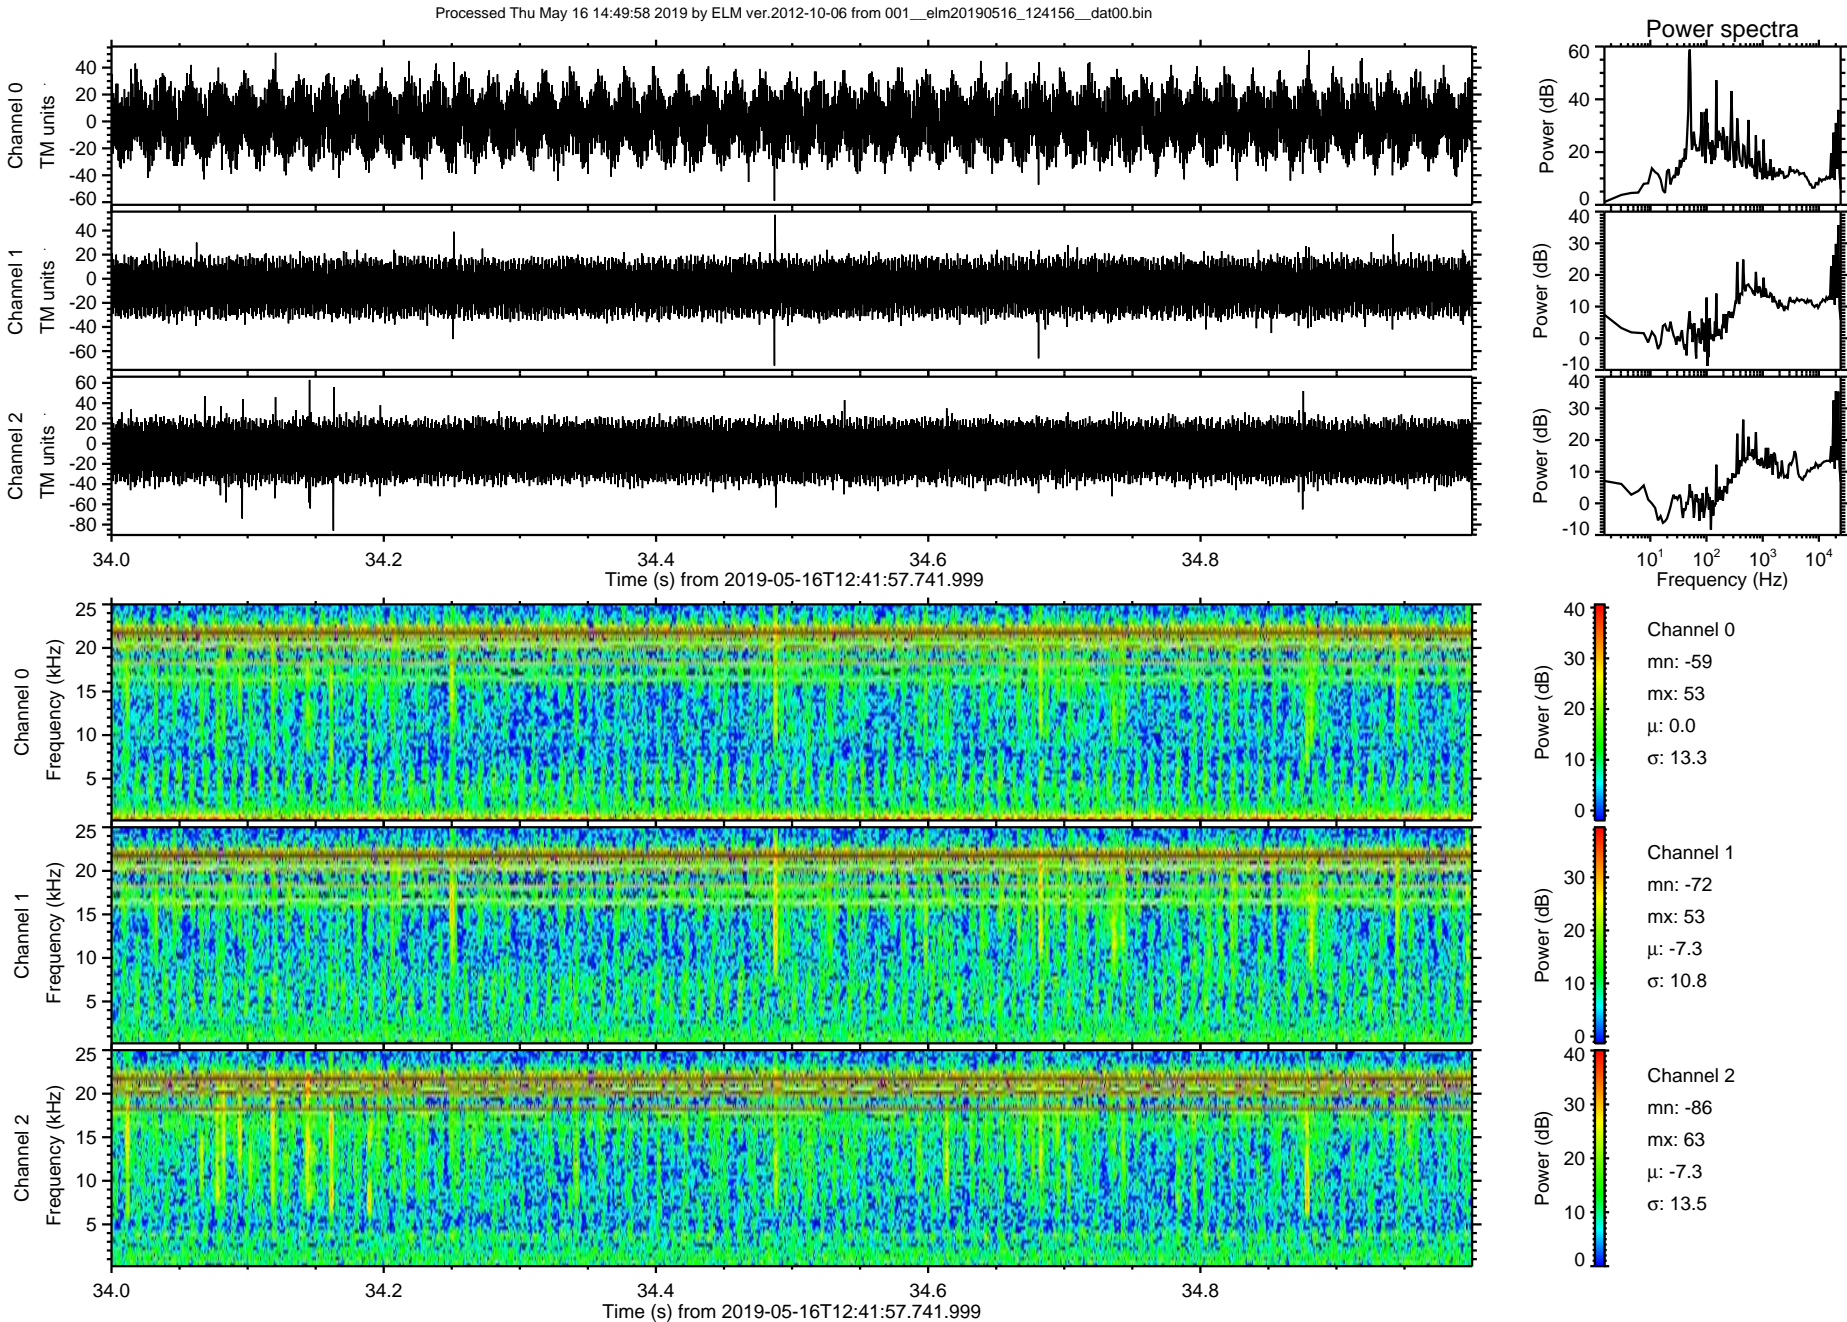 Processed Thu May 16 14:49:58 2019 by ELM ver.2012-10-06 from 001__elm20190516_124156__dat00.bin
Power spectra
Channel 0
TM units
40
20
0
-20
-40
-60
Power (dB)
60
40
20
0
Channel 1
TM units
40
20
0
-20
-40
-60
Power (dB)
40
30
20
10
0
-10
Channel 2
TM units
60
40
20
0
-20
-40
-60
-80
Power (dB)
40
30
20
10
0
-10
34.0 34.2 34.4 34.6 34.8
Time (s) from 2019-05-16T12:41:57.741.999
10^1 10^2 10^3 10^4
Frequency (Hz)
Channel 0
Frequency (kHz)
25
20
15
10
5
Power (dB)
40
30
20
10
0
Channel 0
mn: -59
mx: 53
μ: 0.0
σ: 13.3
Channel 1
Frequency (kHz)
25
20
15
10
5
Power (dB)
30
20
10
0
Channel 1
mn: -72
mx: 53
μ: -7.3
σ: 10.8
Channel 2
Frequency (kHz)
25
20
15
10
5
Power (dB)
40
30
20
10
0
Channel 2
mn: -86
mx: 63
μ: -7.3
σ: 13.5
34.0 34.2 34.4 34.6 34.8
Time (s) from 2019-05-16T12:41:57.741.999